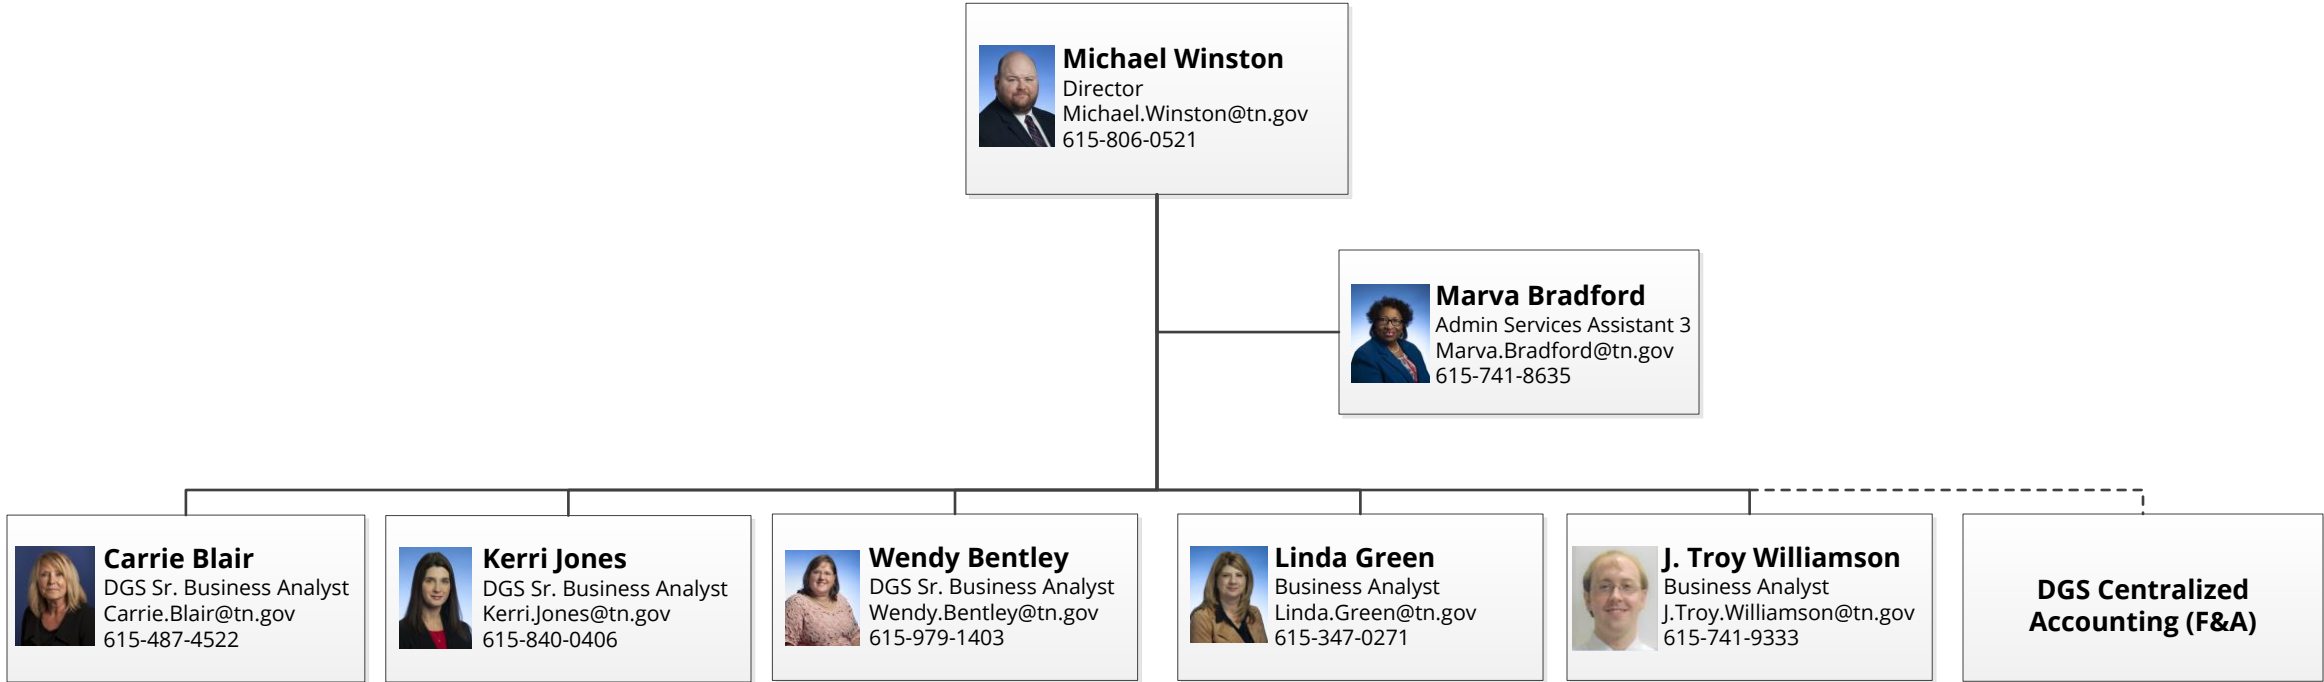 Michael Winston
Director
Michael.Winston@tn.gov
615-806-0521
Marva Bradford
Admin Services Assistant 3
Marva.Bradford@tn.gov
615-741-8635
Carrie Blair
DGS Sr. Business Analyst
Carrie.Blair@tn.gov
615-487-4522
Kerri Jones
DGS Sr. Business Analyst
Kerri.Jones@tn.gov
615-840-0406
Wendy Bentley
DGS Sr. Business Analyst
Wendy.Bentley@tn.gov
615-979-1403
Linda Green
Business Analyst
Linda.Green@tn.gov
615-347-0271
J. Troy Williamson
Business Analyst
J.Troy.Williamson@tn.gov
615-741-9333
DGS Centralized
Accounting (F&A)